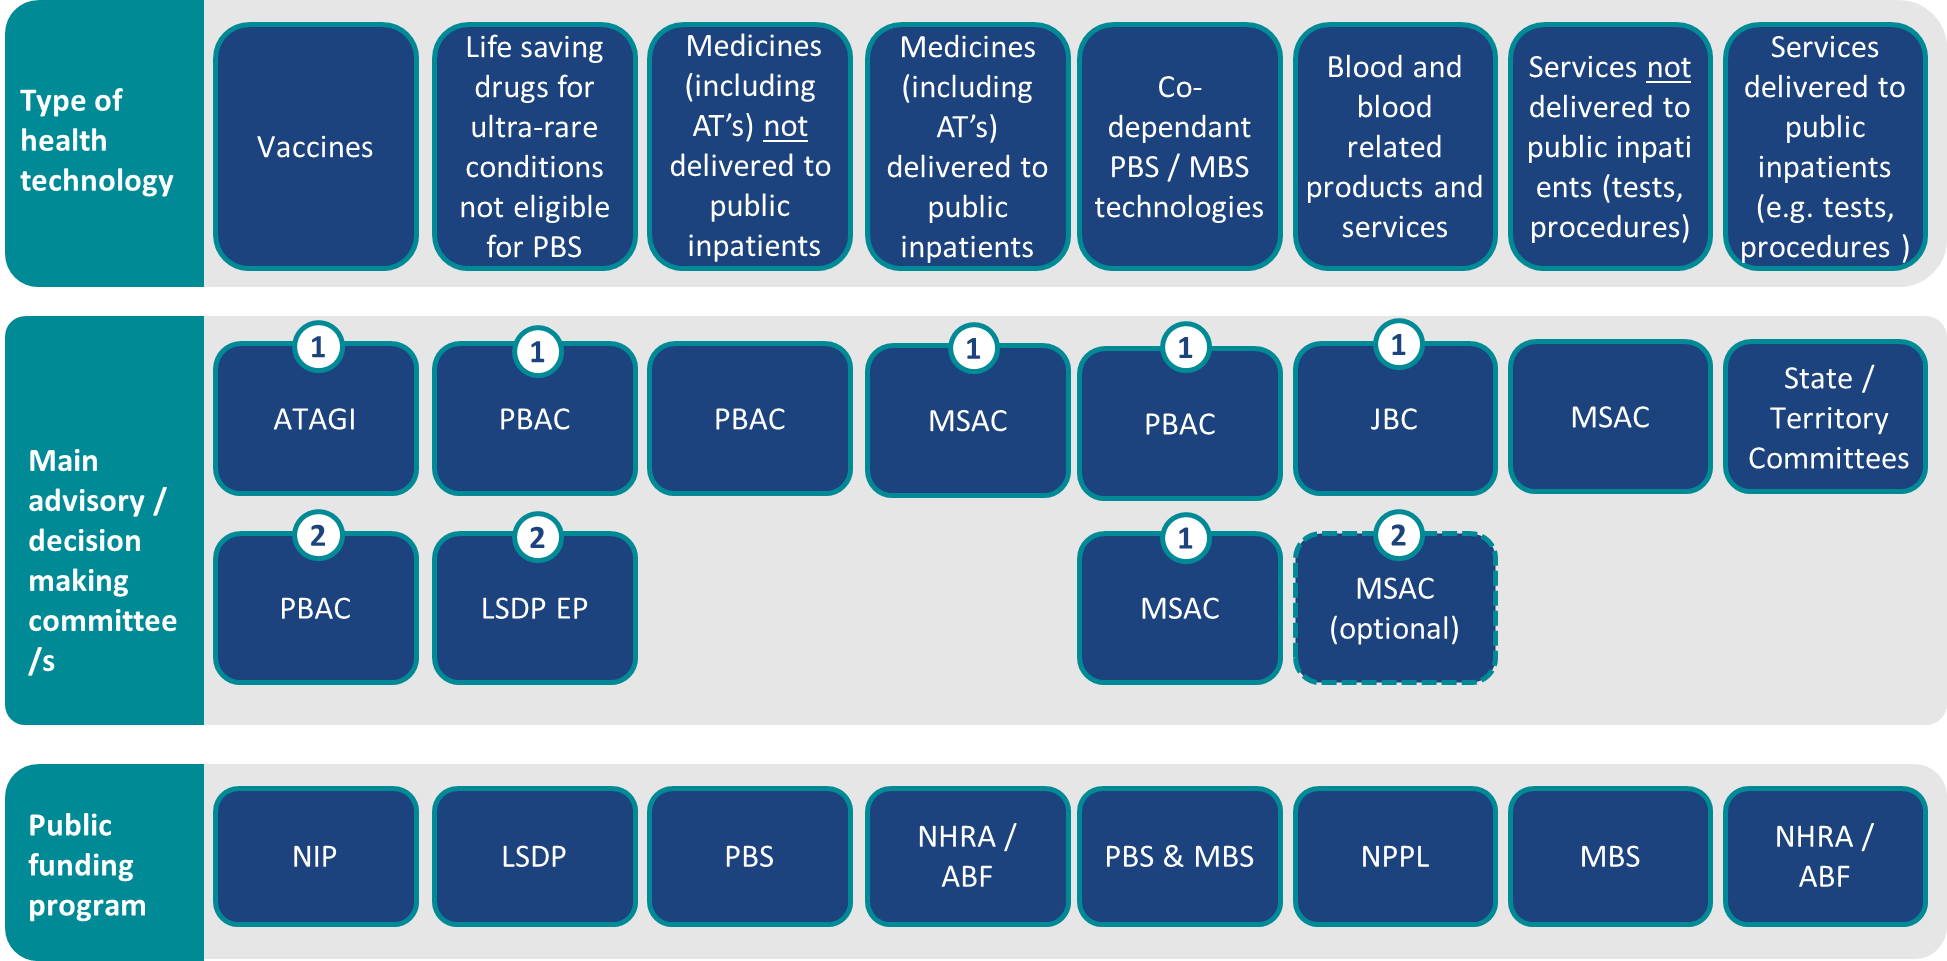 Type of
health
technology
Vaccines
Life saving
drugs for
ultra-rare
conditions
not eligible
for PBS
Medicines
(including
AT's) not
delivered to
public
inpatients
Medicines
(including
AT's)
delivered to
public
inpatients
Co-
dependant
PBS / MBS
technologies
Blood and
blood
related
products and
services
Services not
delivered to
public inpati
ents (tests,
procedures)
Services
delivered to
public
inpatients
(e.g. tests,
procedures )
Main
advisory /
decision
making
committee
/s
1
ATAGI
1
PBAC
PBAC
1
MSAC
1
PBAC
1
JBC
MSAC
State /
Territory
Committees
2
PBAC
2
LSDP EP
1
MSAC
2
MSAC
(optional)
Public
funding
program
NIP
LSDP
PBS
NHRA /
ABF
PBS & MBS
NPPL
MBS
NHRA /
ABF